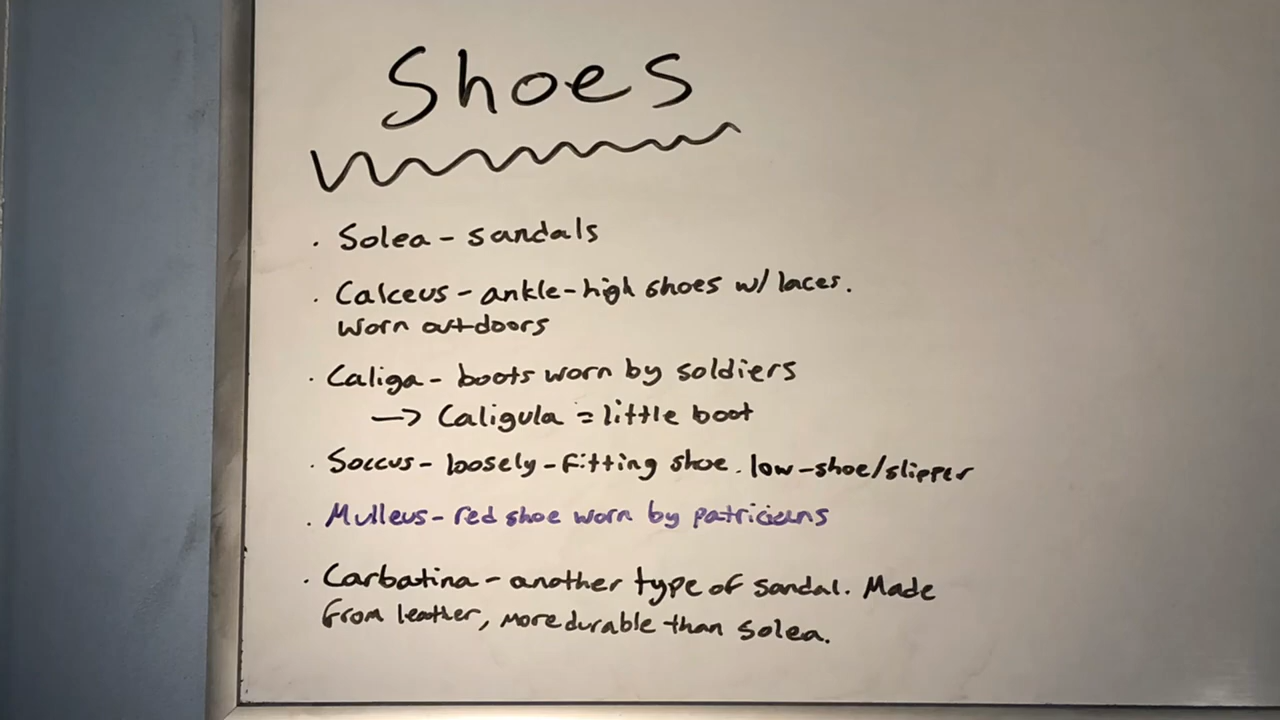 Shoes
· Solea - sandals
· Calceus - ankle-high shoes w/ laces.
Worn outdoors
· Caliga - boots worn by soldiers
—> Caligula = little boot
· Soccus - loosely-fitting shoe. low-shoe/slipper
· Mulleus - red shoe worn by patricians
· Carbatina - another type of sandal. Made
from leather, more durable than solea.